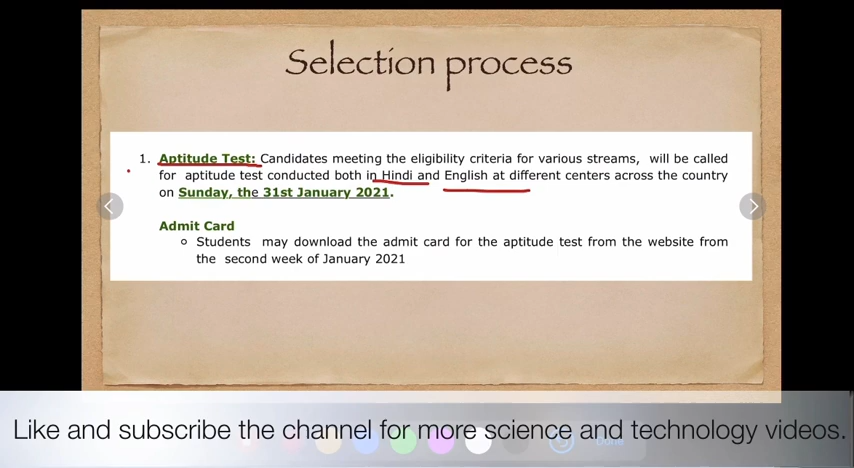 Selection process
1. Aptitude Test: Candidates meeting the eligibility criteria for various streams, will be called
for aptitude test conducted both in Hindi and English at different centers across the country
on Sunday, the 31st January 2021.
Admit Card
o Students may download the admit card for the aptitude test from the website from
the second week of January 2021
Like and subscribe the channel for more science and technology videos.